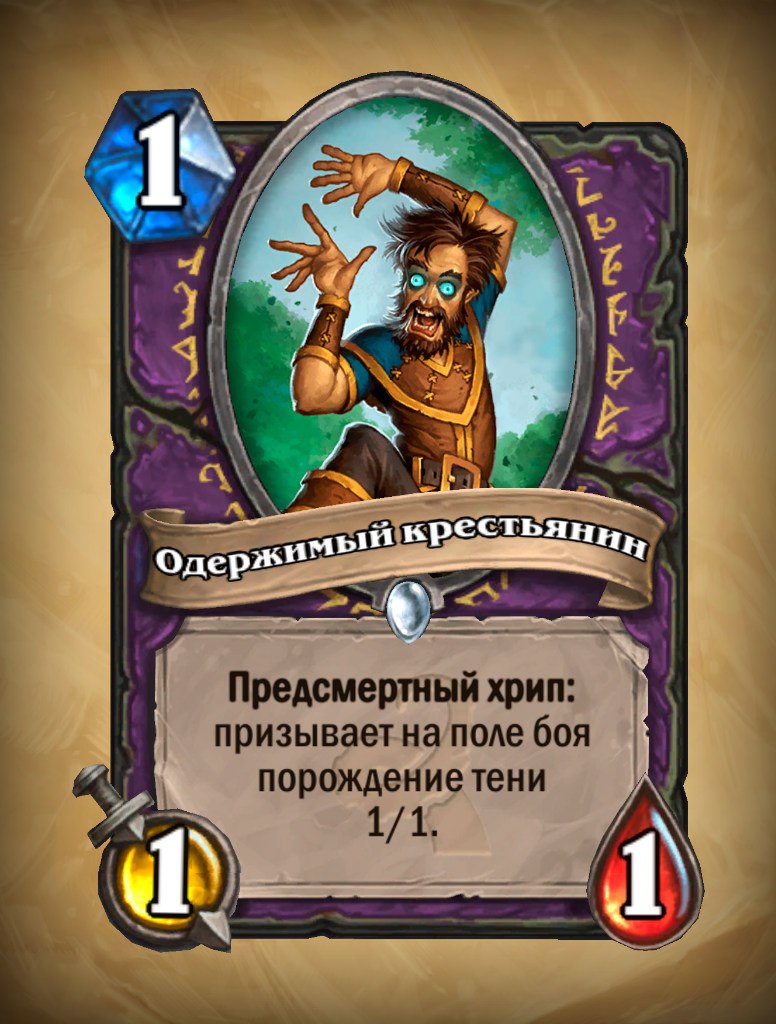 1
Одержимый крестьянин
Предсмертный хрип:
призывает на поле боя
порождение тени
1/1.
1
1